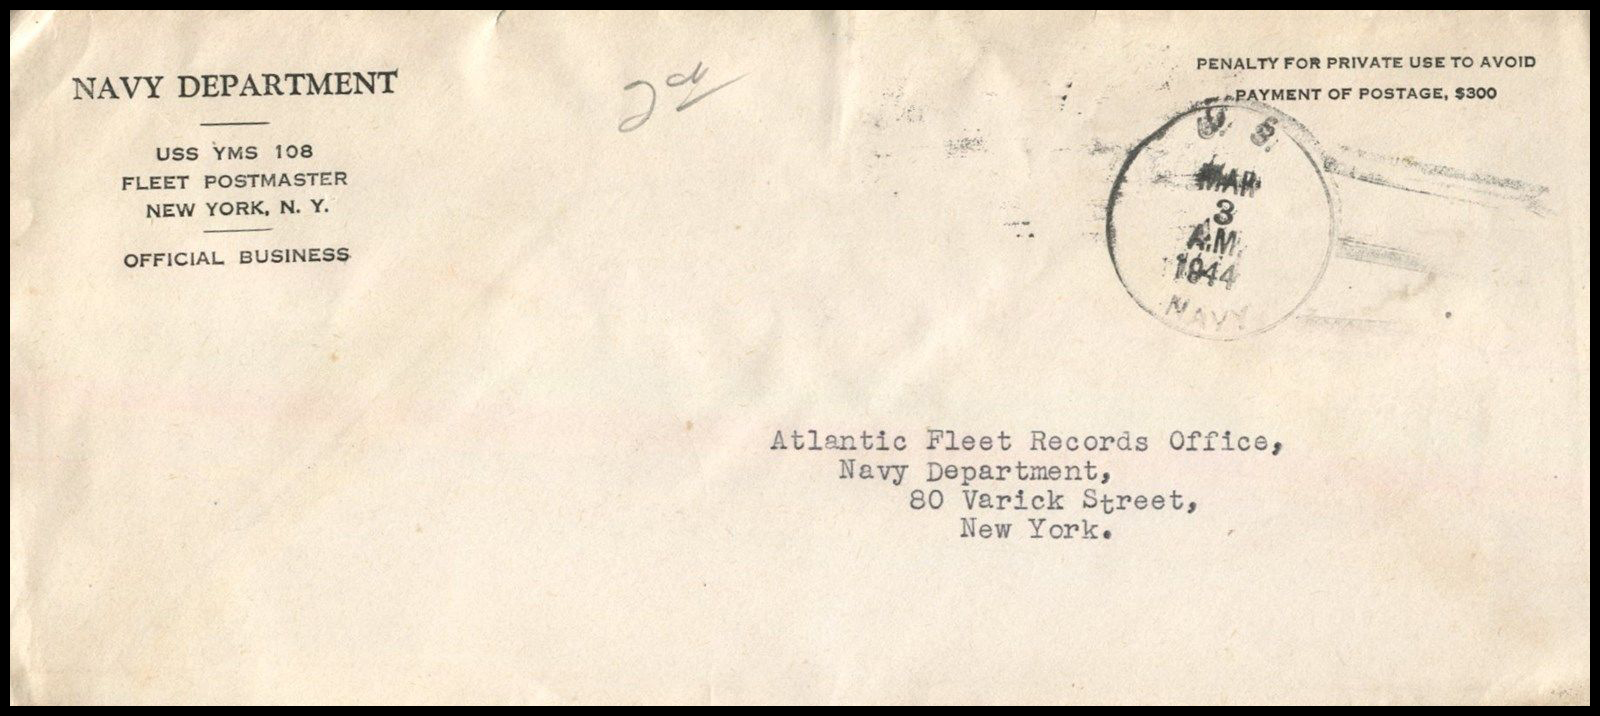 NAVY DEPARTMENT
USS YMS 108
FLEET POSTMASTER
NEW YORK, N. Y.
OFFICIAL BUSINESS
PENALTY FOR PRIVATE USE TO AVOID
PAYMENT OF POSTAGE, $300
U. S.
MAR
3
A.M.
1944
NAVY
Atlantic Fleet Records Office,
Navy Department,
80 Varick Street,
New York.